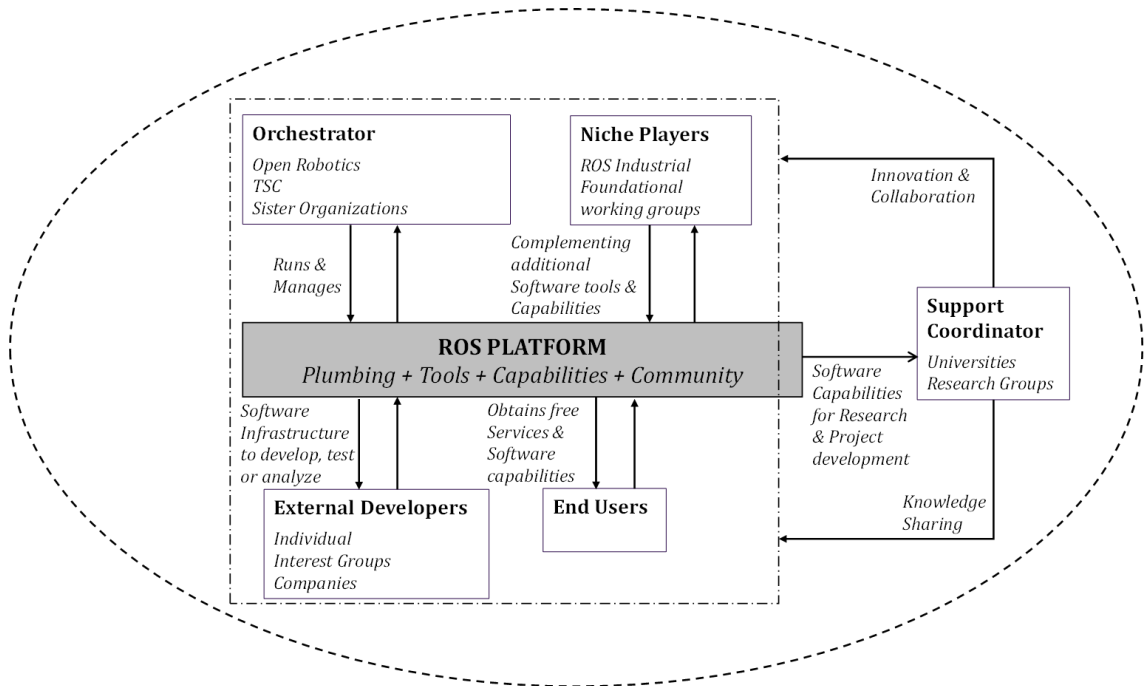 Orchestrator
Open Robotics
TSC
Sister Organizations
Niche Players
ROS Industrial
Foundational
working groups
Innovation &
Collaboration
Runs &
Manages
Complementing
additional
Software tools &
Capabilities
Support
Coordinator
Universities
Research Groups
ROS PLATFORM
Plumbing + Tools + Capabilities + Community
Software
Capabilities
for Research
& Project
development
Software
Infrastructure
to develop, test
or analyze
Obtains free
Services &
Software
capabilities
External Developers
Individual
Interest Groups
Companies
End Users
Knowledge
Sharing